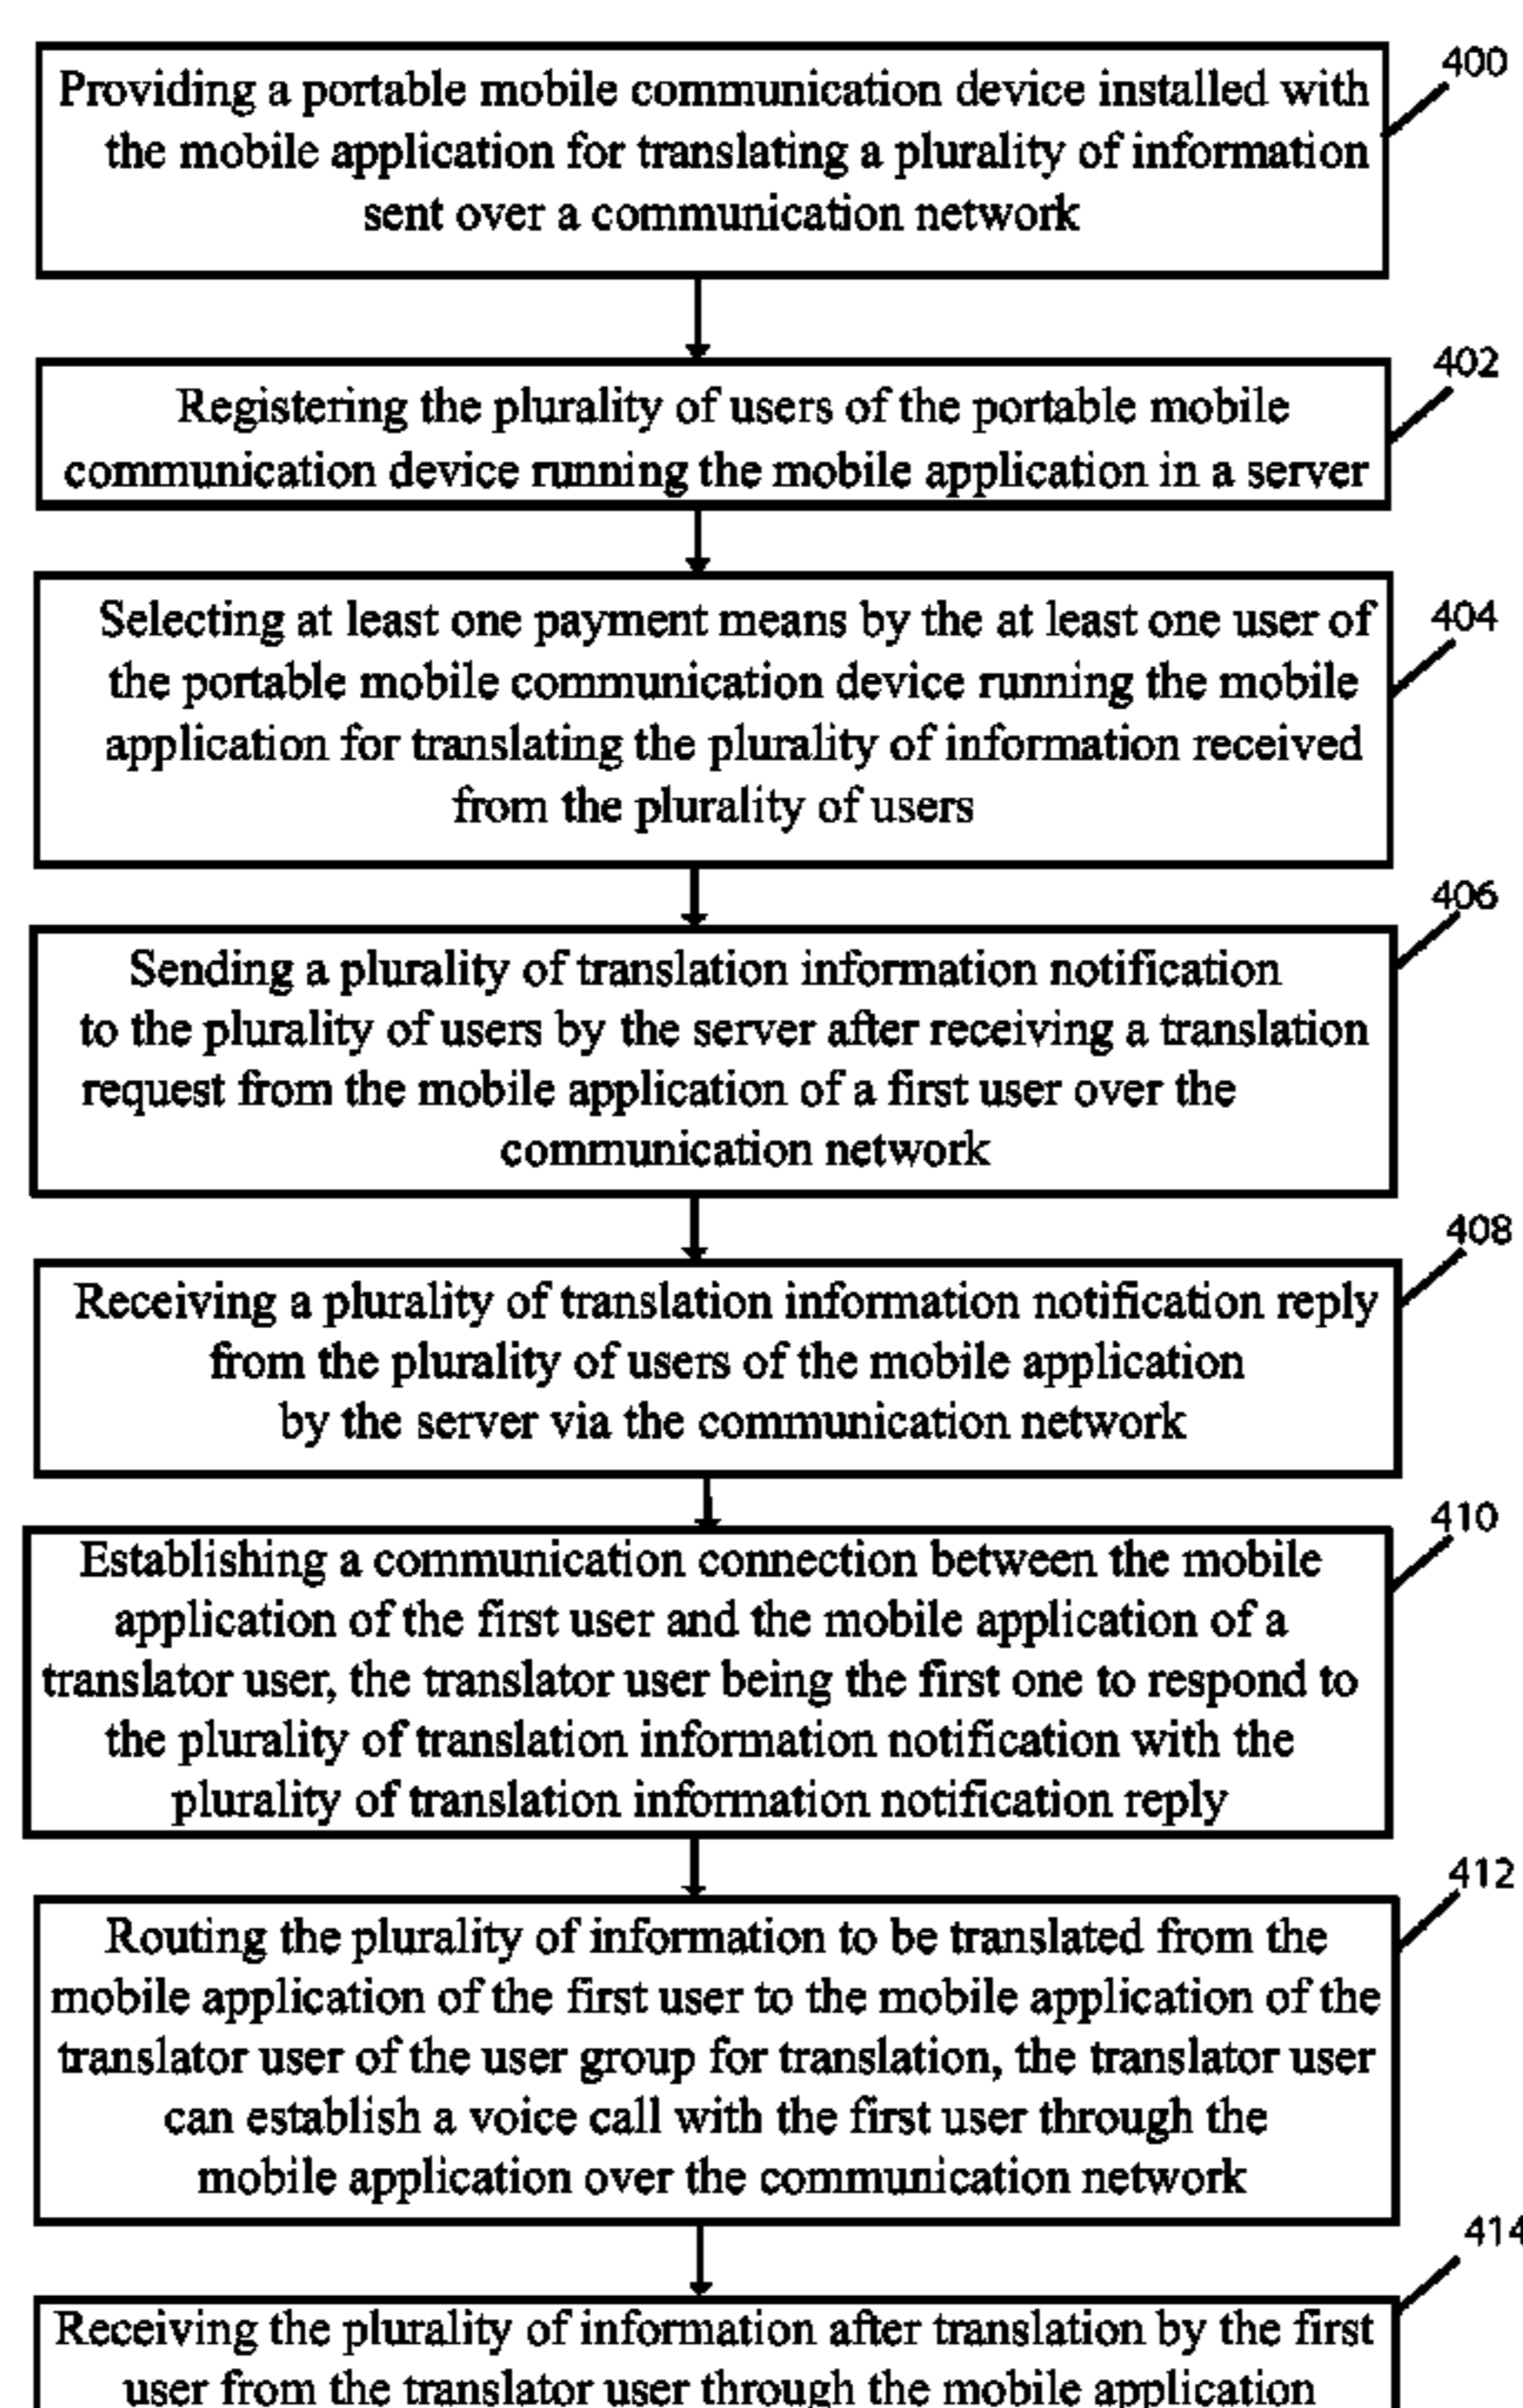 400
Providing a portable mobile communication device installed with
the mobile application for translating a plurality of information
sent over a communication network
402
Registering the plurality of users of the portable mobile
communication device running the mobile application in a server
404
Selecting at least one payment means by the at least one user of
the portable mobile communication device running the mobile
application for translating the plurality of information received
from the plurality of users
406
Sending a plurality of translation information notification
to the plurality of users by the server after receiving a translation
request from the mobile application of a first user over the
communication network
408
Receiving a plurality of translation information notification reply
from the plurality of users of the mobile application
by the server via the communication network
410
Establishing a communication connection between the mobile
application of the first user and the mobile application of a
translator user, the translator user being the first one to respond to
the plurality of translation information notification with the
plurality of translation information notification reply
412
Routing the plurality of information to be translated from the
mobile application of the first user to the mobile application of the
translator user of the user group for translation, the translator user
can establish a voice call with the first user through the
mobile application over the communication network
414
Receiving the plurality of information after translation by the first
user from the translator user through the mobile application